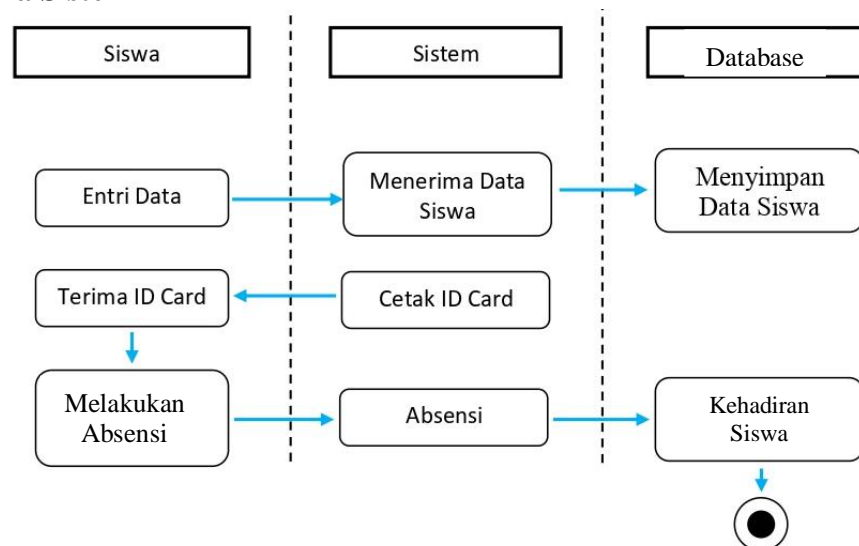 Siswa
Sistem
Database
Entri Data
Menerima Data
Siswa
Menyimpan
Data Siswa
Terima ID Card
Cetak ID Card
Melakukan
Absensi
Absensi
Kehadiran
Siswa